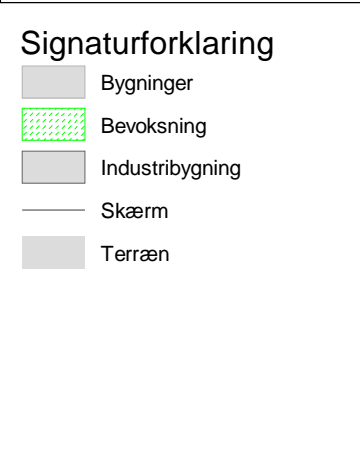 Signaturforklaring
Bygninger
Bevoksning
Industribygning
Skærm
Terræn